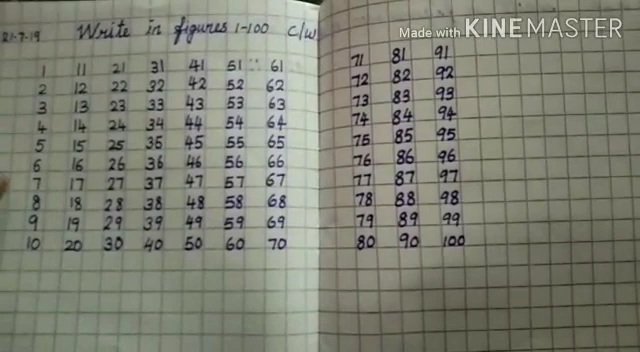 21-7-19 Write in figures 1-100 C/W
Made with KINEMASTER
1 11 21 31 41 51 61 71 81 91
2 12 22 32 42 52 62 72 82 92
3 13 23 33 43 53 63 73 83 93
4 14 24 34 44 54 64 74 84 94
5 15 25 35 45 55 65 75 85 95
6 16 26 36 46 56 66 76 86 96
7 17 27 37 47 57 67 77 87 97
8 18 28 38 48 58 68 78 88 98
9 19 29 39 49 59 69 79 89 99
10 20 30 40 50 60 70 80 90 100